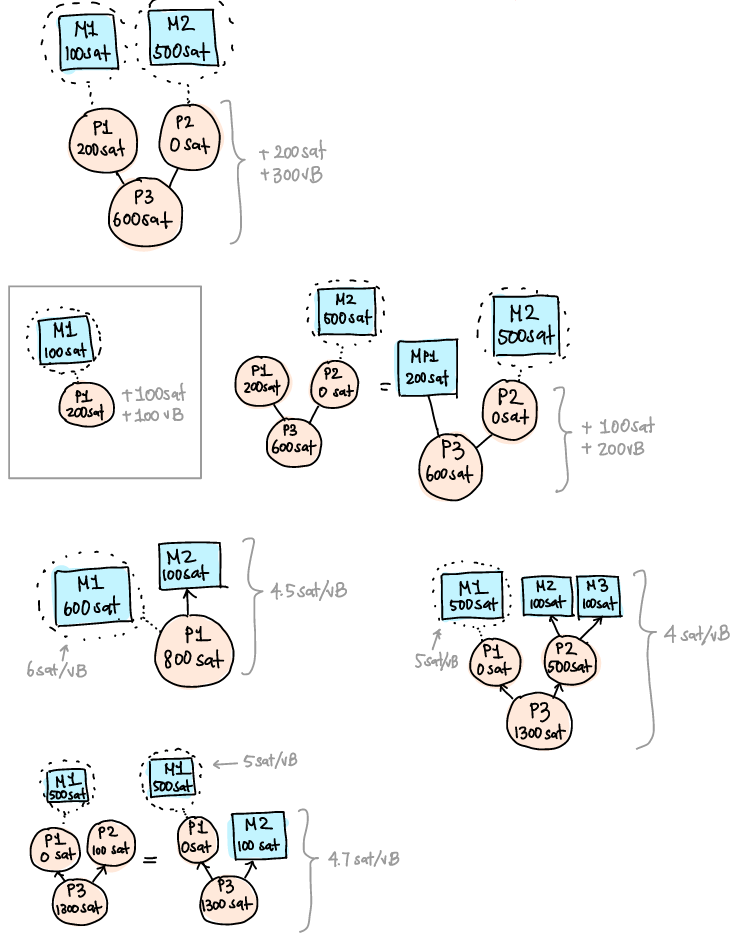 M1
100sat
M2
500sat
P1
200sat
P2
0 sat
P3
600sat
+ 200sat
+ 300vB
M1
100sat
P1
200sat
+ 100sat
+ 100 vB
M2
500sat
P1
200sat
P2
0 sat
P3
600sat
=
MP1
200sat
M2
500sat
P2
0sat
P3
600sat
+ 100sat
+ 200vB
M1
600sat
M2
100sat
P1
800 sat
4.5sat/vB
6sat/vB
M1
500sat
M2
100sat
M3
100sat
P1
0 sat
P2
500sat
P3
1300 sat
5sat/vB
4 sat/vB
M1
500sat
P1
0 sat
P2
100 sat
P3
1300sat
=
M1
500sat
5sat/vB
P1
0sat
M2
100 sat
P3
1300 sat
4.7sat/vB